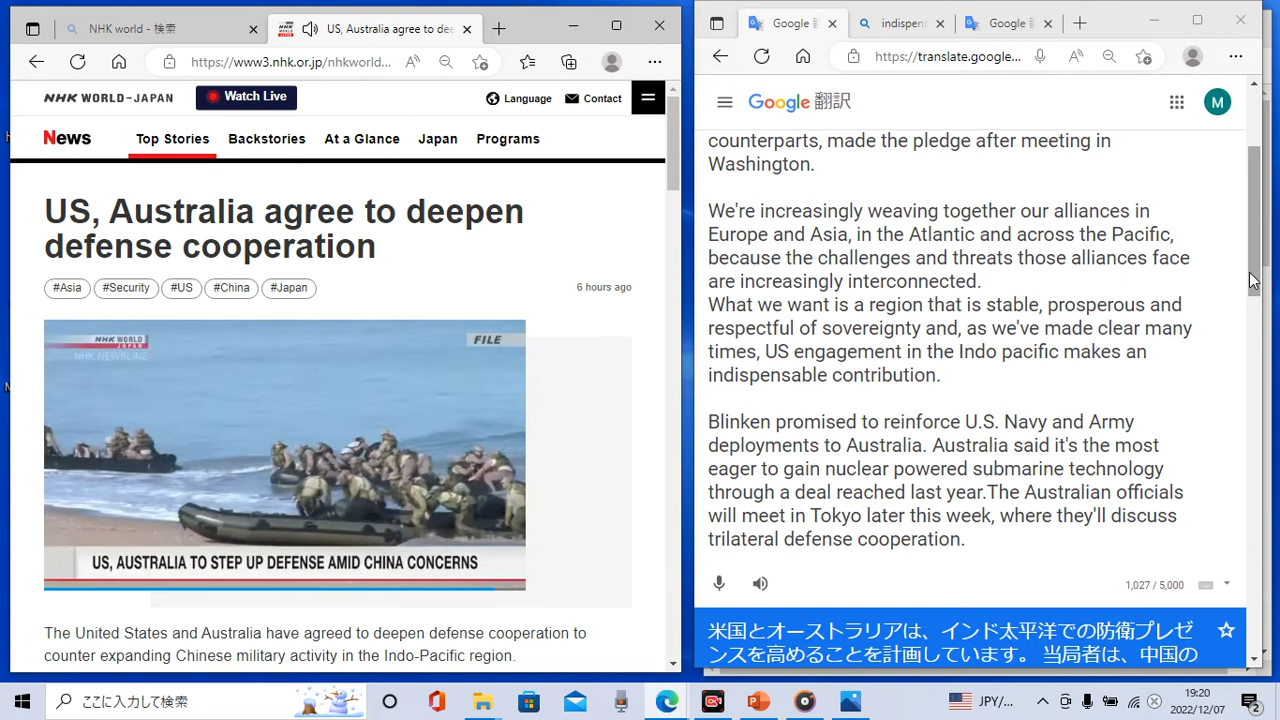 NHK world - 検索
US, Australia agree to dee
https://www3.nhk.or.jp/nhkworld...
NHK WORLD-JAPAN
Watch Live
Language
Contact
News
Top Stories
Backstories
At a Glance
Japan
Programs
US, Australia agree to deepen
defense cooperation
#Asia
#Security
#US
#China
#Japan
6 hours ago
NHK WORLD
JAPAN
NHK NEWSLINE
FILE
US, AUSTRALIA TO STEP UP DEFENSE AMID CHINA CONCERNS
The United States and Australia have agreed to deepen defense cooperation to
counter expanding Chinese military activity in the Indo-Pacific region.
Google
indispens
Google
https://translate.google...
Google 翻訳
M
counterparts, made the pledge after meeting in
Washington.
We're increasingly weaving together our alliances in
Europe and Asia, in the Atlantic and across the Pacific,
because the challenges and threats those alliances face
are increasingly interconnected.
What we want is a region that is stable, prosperous and
respectful of sovereignty and, as we've made clear many
times, US engagement in the Indo pacific makes an
indispensable contribution.
Blinken promised to reinforce U.S. Navy and Army
deployments to Australia. Australia said it's the most
eager to gain nuclear powered submarine technology
through a deal reached last year.The Australian officials
will meet in Tokyo later this week, where they'll discuss
trilateral defense cooperation.
1,027 / 5,000
米国とオーストラリアは、インド太平洋での防衛プレゼ
ンスを高めることを計画しています。 当局者は、中国の
ここに入力して検索
JPY/...
19:20
2022/12/07
2